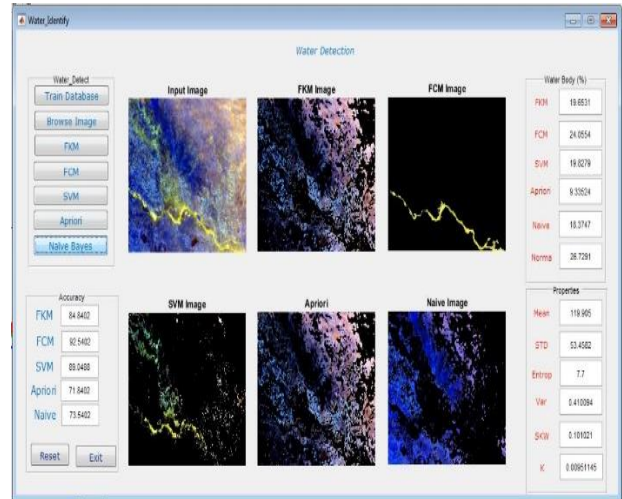 Water_Identify
Water Detection
Water_Detect
Train Database
Browse Image
FKM
FCM
SVM
Apriori
Naive Bayes
Input Image
FKM Image
FCM Image
Water Body (%)
FKM 19.6531
FCM 24.0554
SVM 19.8279
Apriori 9.33524
Naive 18.3747
Norma 26.7291
Accuracy
FKM 84.8402
FCM 92.5402
SVM 89.0488
Apriori 71.8402
Naive 73.5402
Reset Exit
SVM Image
Apriori
Naive Image
Properties
Mean 119.905
STD 53.4582
Entrop 7.7
Var 0.410094
SKW 0.101021
K 0.00951145